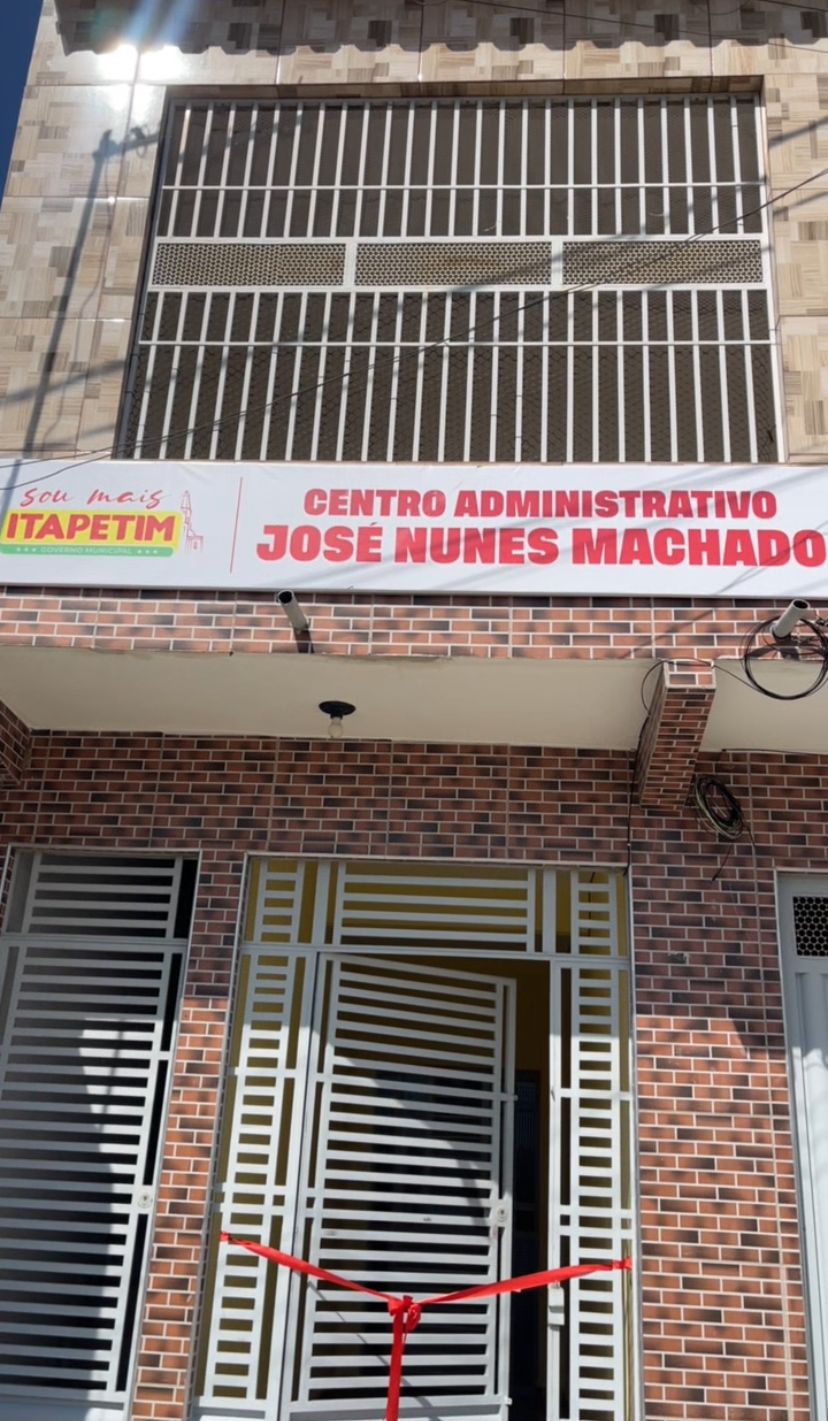 sou mais
ITAPETIM
GOVERNO MUNICIPAL
CENTRO ADMINISTRATIVO
JOSÉ NUNES MACHADO